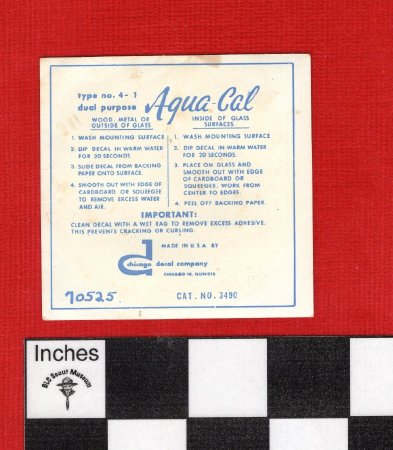 type no. 4-1
dual purpose
Aqua-Cal
WOOD, METAL OR
OUTSIDE OF GLASS
1. WASH MOUNTING SURFACE
2. DIP DECAL IN WARM WATER
FOR 20 SECONDS.
3. SLIDE DECAL FROM BACKING
PAPER ONTO SURFACE.
4. SMOOTH OUT WITH EDGE OF
CARDBOARD OR SQUEEGEE
TO REMOVE EXCESS WATER
AND AIR.
INSIDE OF GLASS
SURFACES
1. WASH MOUNTING SURFACE
2. DIP DECAL IN WARM WATER
FOR 20 SECONDS.
3. PLACE ON GLASS AND
SMOOTH OUT WITH EDGE
OF CARDBOARD OR
SQUEEGEE. WORK FROM
CENTER TO EDGES.
4. PEEL OFF BACKING PAPER.
IMPORTANT:
CLEAN DECAL WITH A WET RAG TO REMOVE EXCESS ADHESIVE.
THIS PREVENTS CRACKING OR CURLING.
MADE IN U.S.A. BY
d
chicago decal company
CHICAGO 10, ILLINOIS
70525
CAT. NO. 3490
Inches
BLC Scout Museum